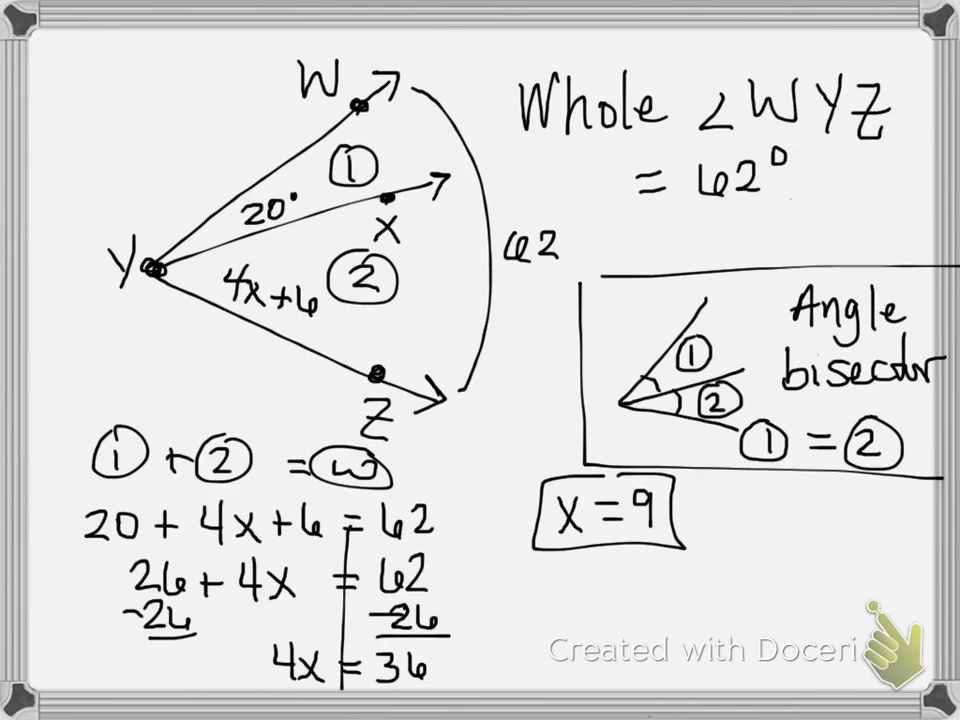 W
Whole ∠WYZ
= 62°
1
20°
X
Y
4x+6
2
62
Z
Angle
bisector
1
2
1 = 2
1 + 2 = W
x = 9
20 + 4x + 6 = 62
26 + 4x = 62
-26 -26
4x = 36
Created with Doceri